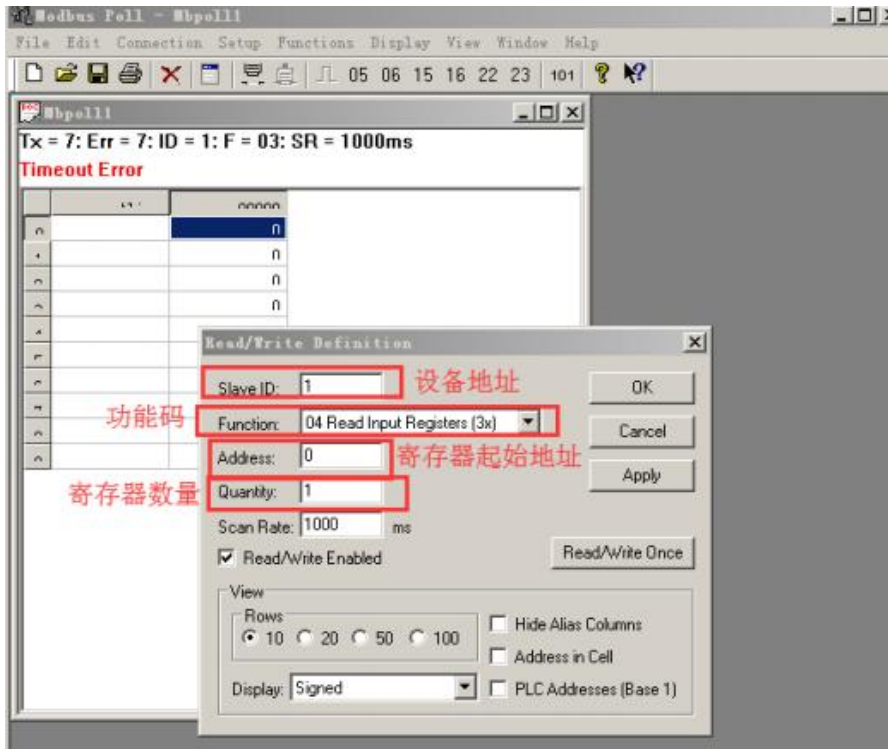 Modbus Poll - Mbpoll1
File Edit Connection Setup Functions Display View Window Help
05 06 15 16 22 23 101
Mbpoll1
Tx = 7: Err = 7: ID = 1: F = 03: SR = 1000ms
Timeout Error
00000
0
0
0
0
Read/Write Definition
Slave ID: 1 设备地址 OK
功能码 Function: 04 Read Input Registers (3x) Cancel
Address: 0 寄存器起始地址 Apply
寄存器数量 Quantity: 1
Scan Rate: 1000 ms
Read/Write Enabled Read/Write Once
View
Rows
10 20 50 100
Hide Alias Columns
Address in Cell
Display: Signed PLC Addresses (Base 1)